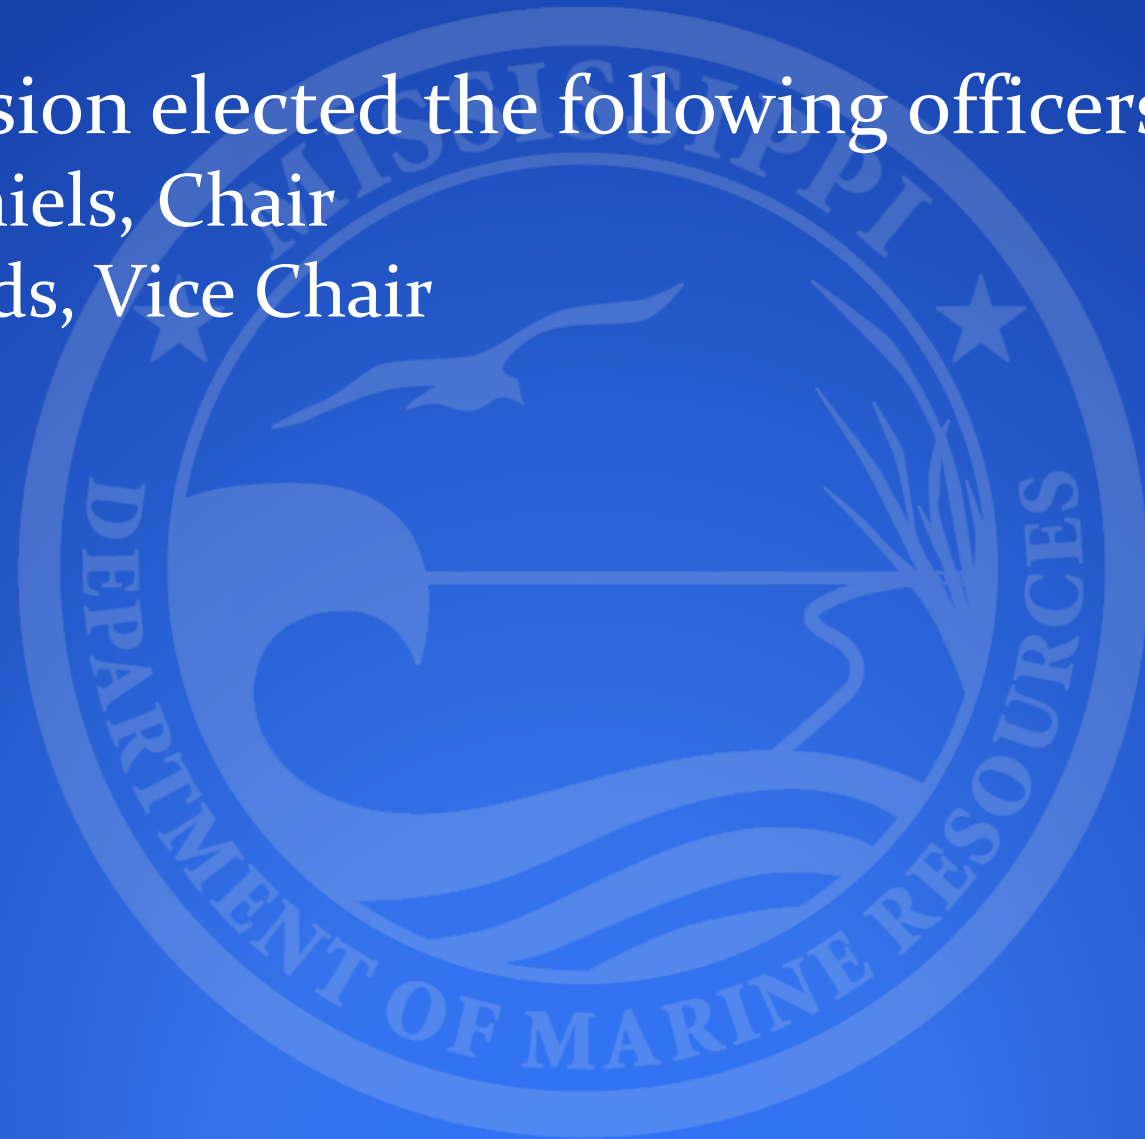 sion elected the following officers
niels, Chair
ds, Vice Chair
MISSISSIPPI
DEPARTMENT OF MARINE RESOURCES